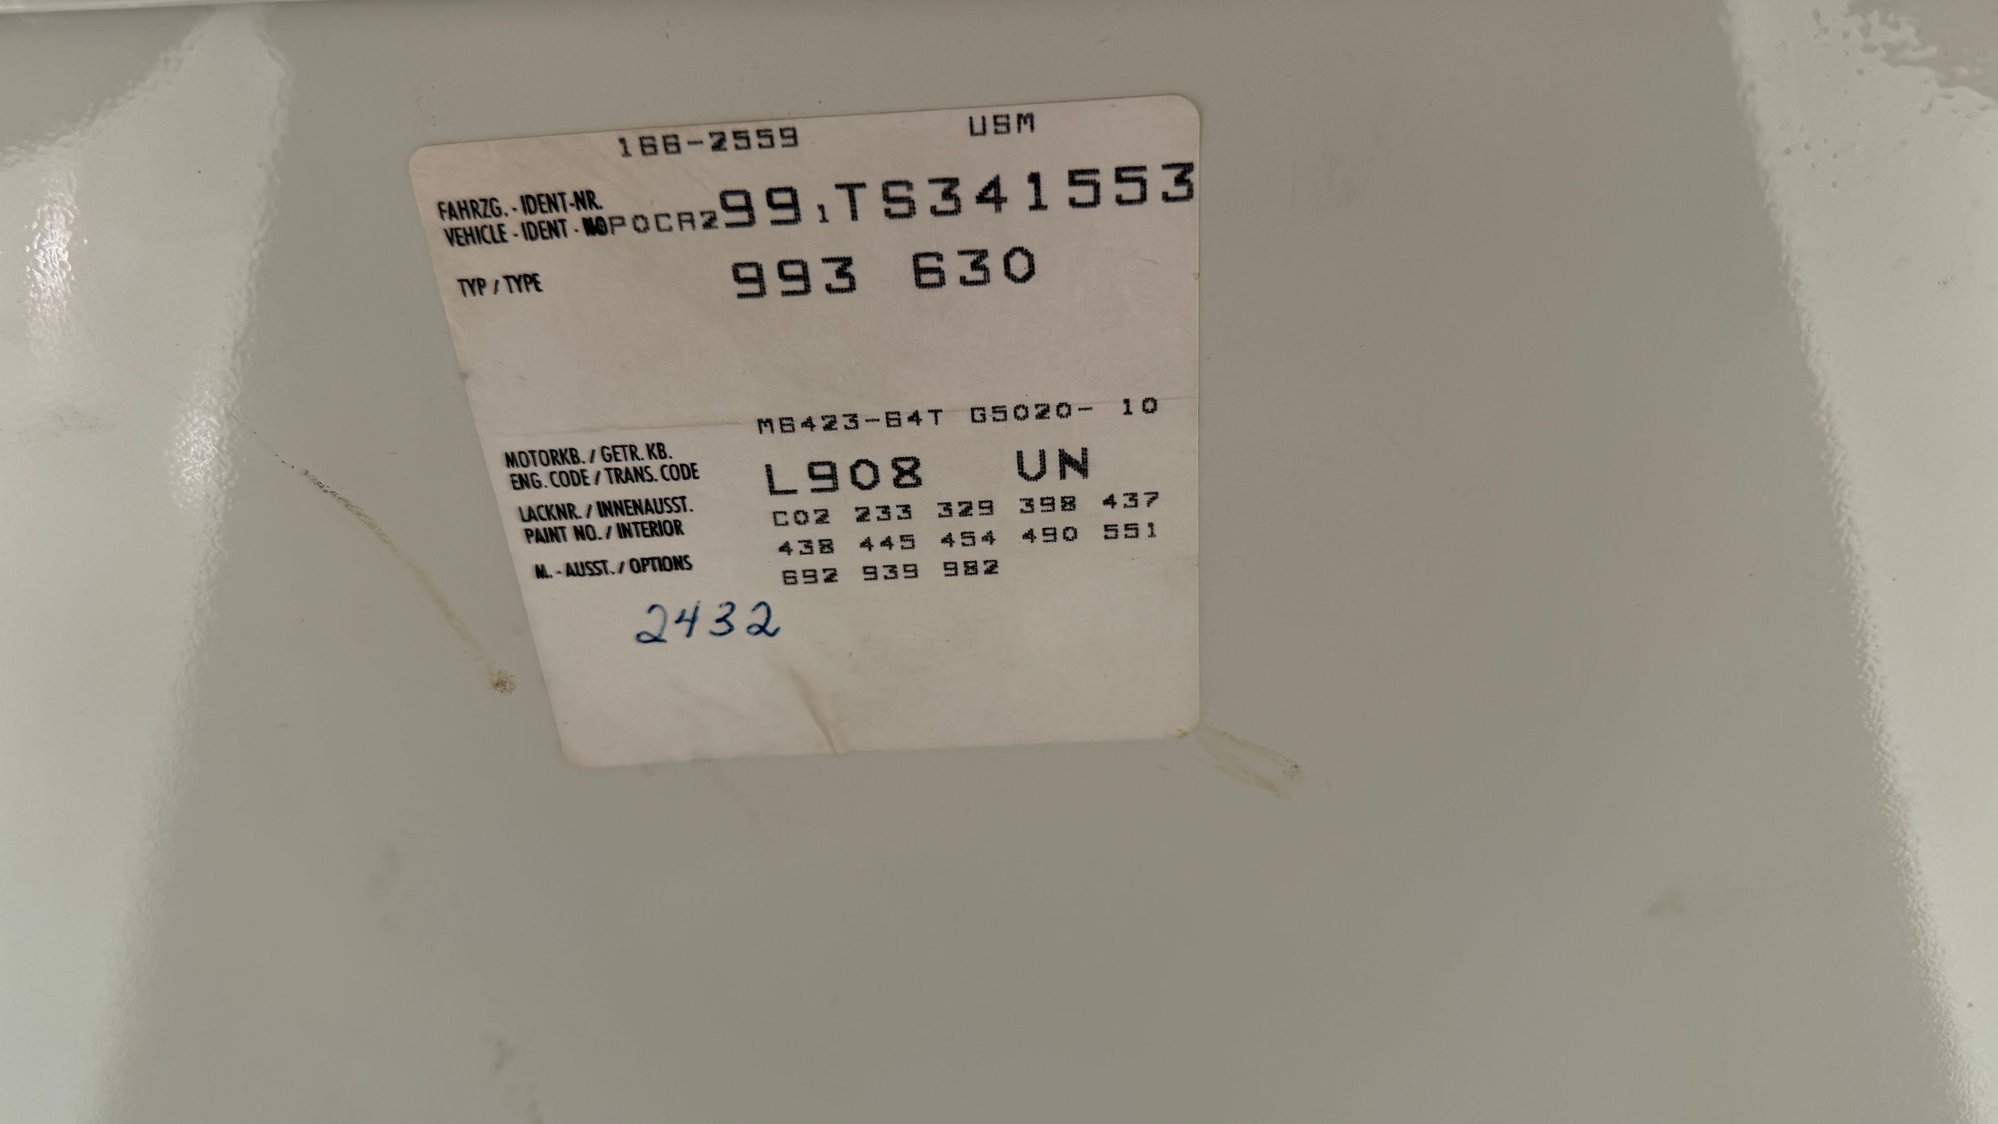 166-2559 USM
FAHRZG. - IDENT-NR.
VEHICLE - IDENT - NO WP0CA299,TS341553
TYP / TYPE 993 630
M6423-64T G5020- 10
MOTORKB. / GETR. KB.
ENG. CODE / TRANS. CODE
L908 UN
LACKNR. / INNENAUSST.
PAINT NO. / INTERIOR
C02 233 329 398 437
438 445 454 490 551
M. - AUSST. / OPTIONS
692 939 982
2432